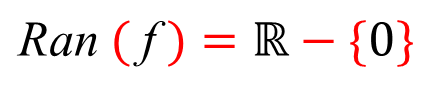 Ran (f) = ℝ − {0}